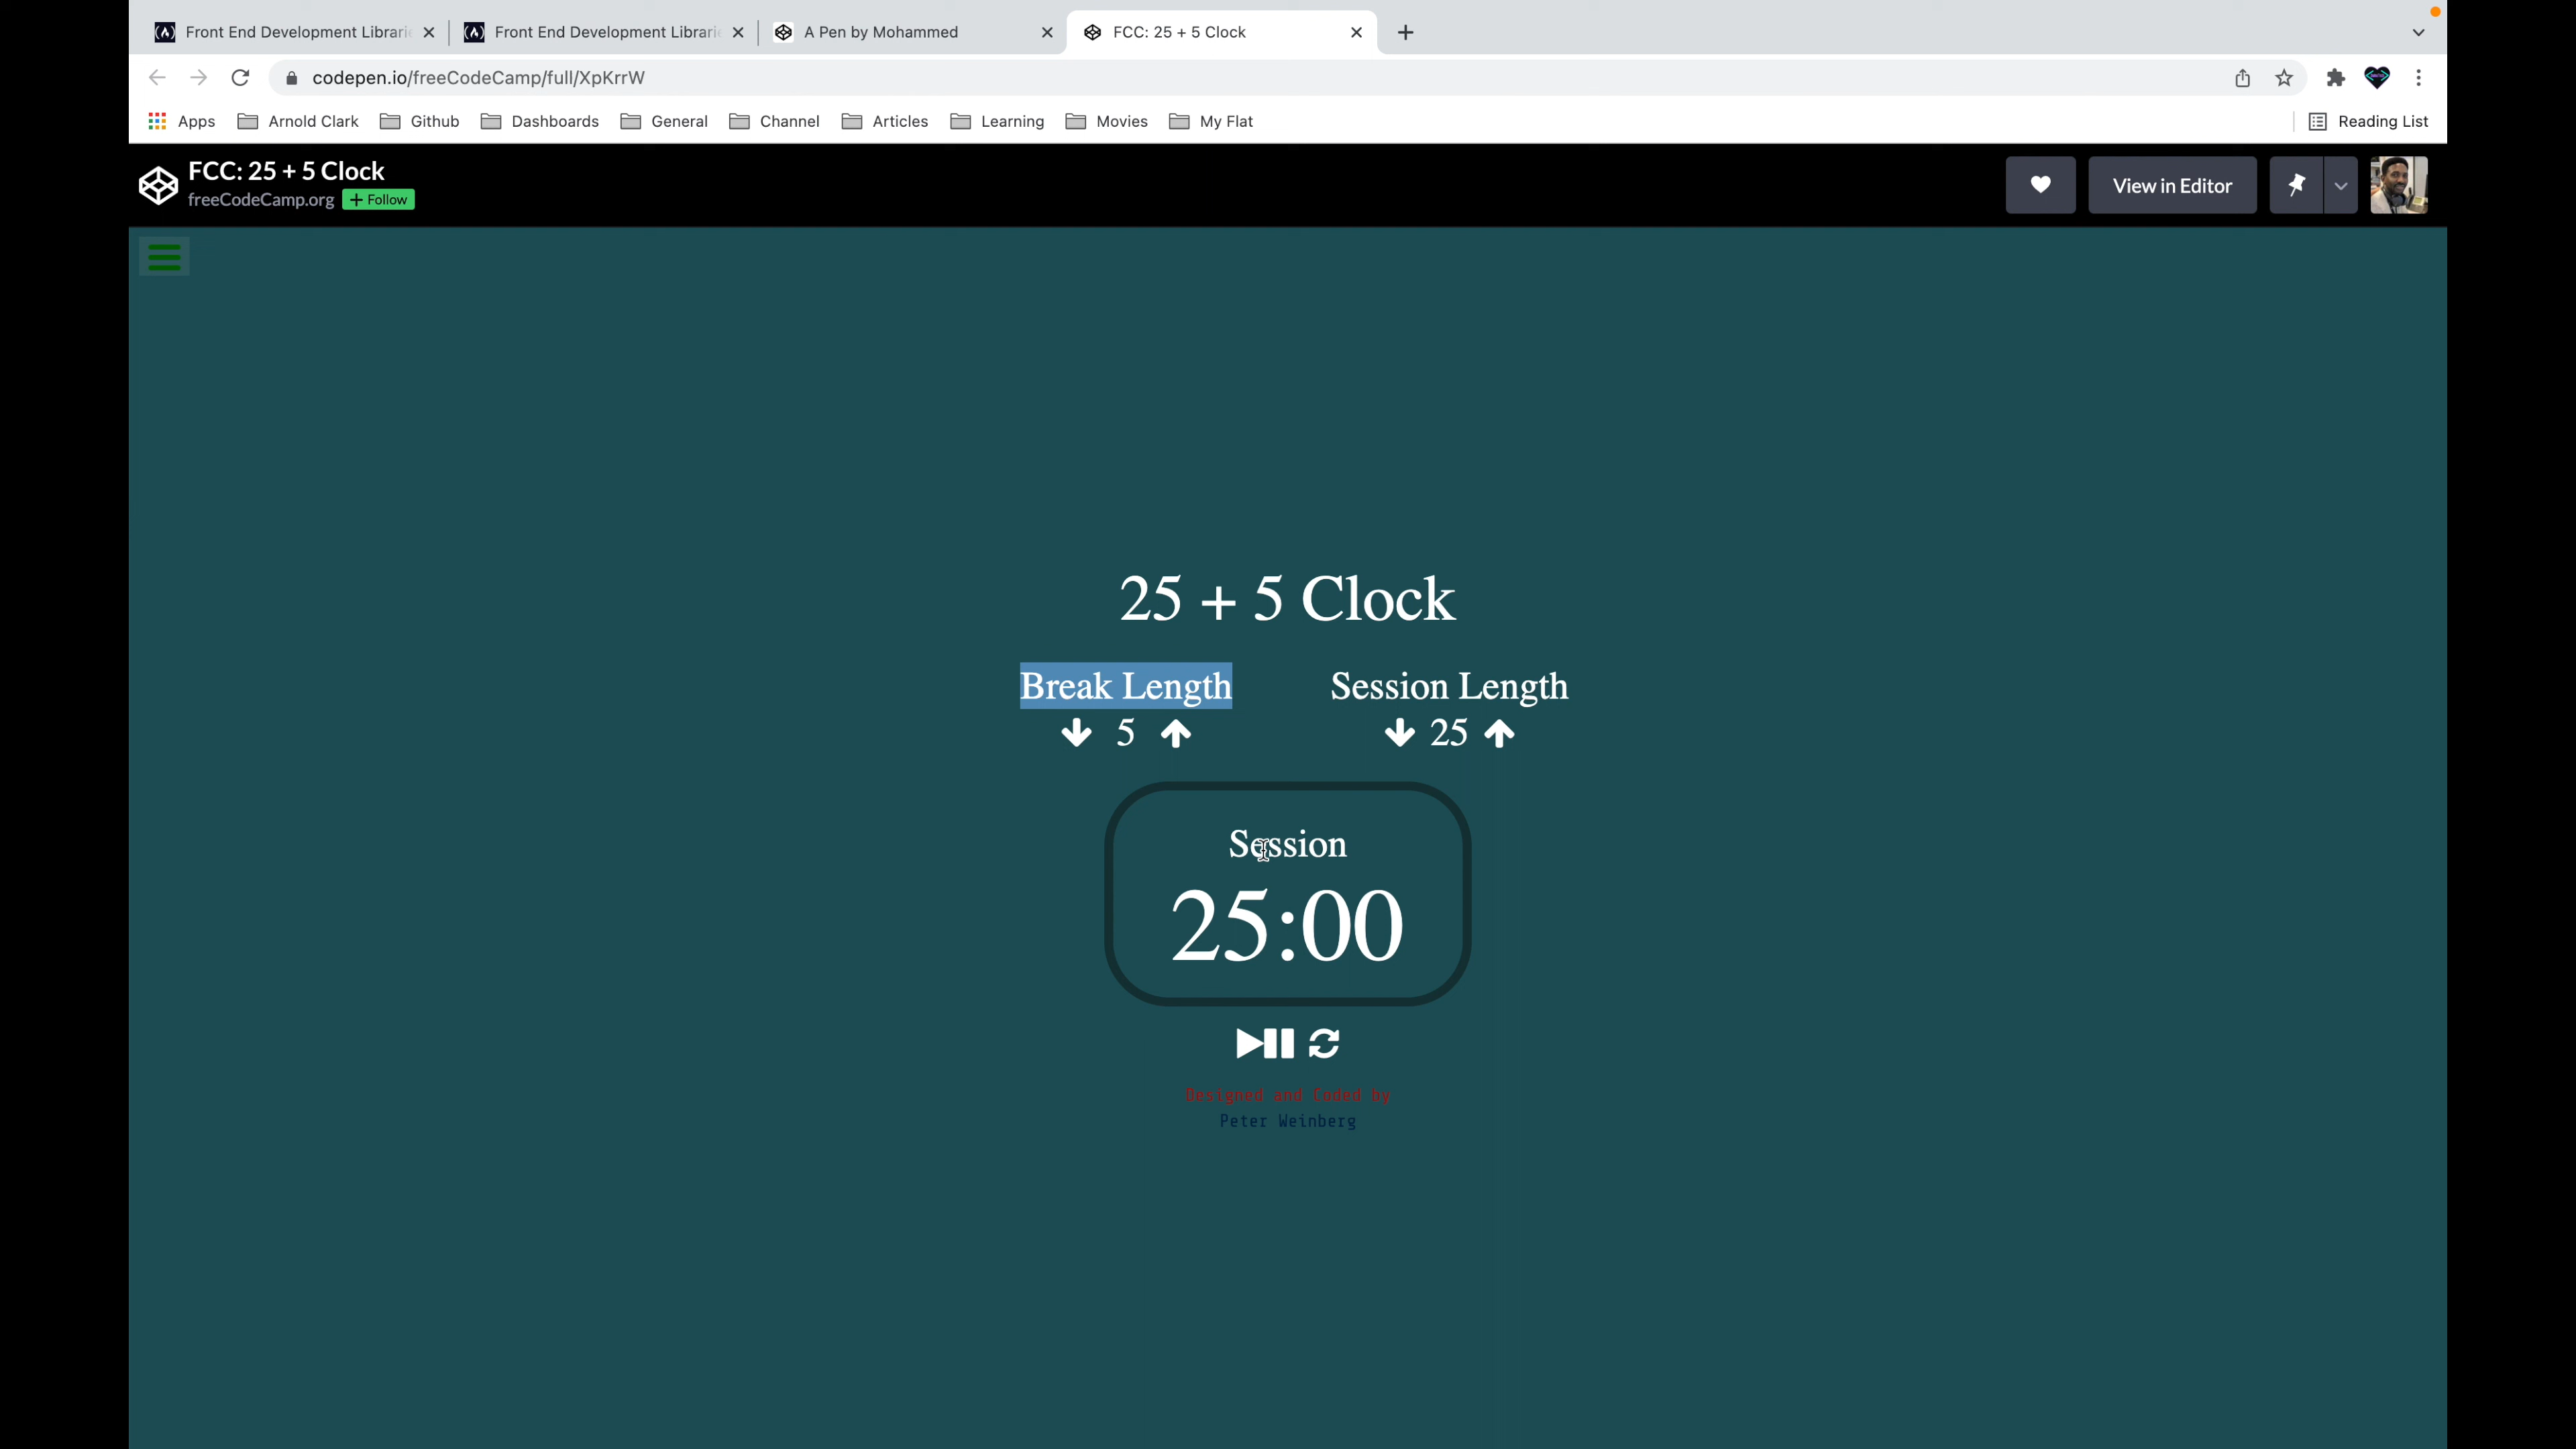 Front End Development Librari
Front End Development Librari
A Pen by Mohammed
FCC: 25 + 5 Clock
codepen.io/freeCodeCamp/full/XpKrrW
Apps
Arnold Clark
Github
Dashboards
General
Channel
Articles
Learning
Movies
My Flat
Reading List
FCC: 25 + 5 Clock
freeCodeCamp.org
+ Follow
View in Editor
25 + 5 Clock
Break Length
Session Length
5
25
Session
25:00
Designed and Coded by
Peter Weinberg